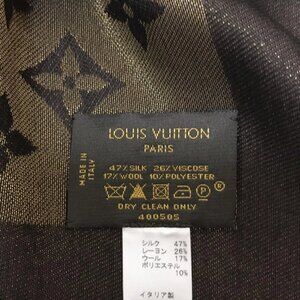 LOUIS VUITTON
PARIS
MADE IN
ITALY
47% SILK 26% VISCOSE
17% WOOL 10% POLYESTER
DRY CLEAN ONLY
400505
シルク 47%
レーヨン 26%
ウール 17%
ポリエステル
10%
イタリア製